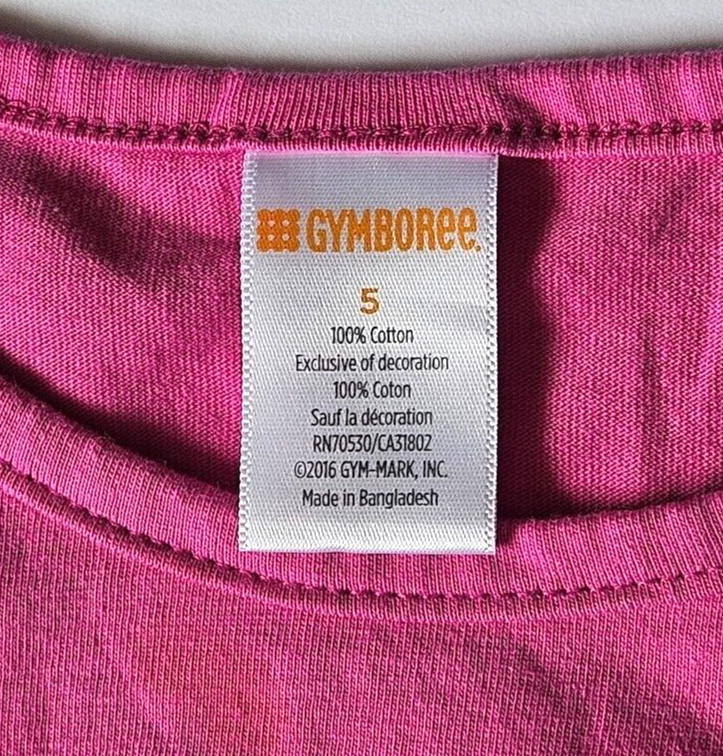 GYMBOREE.
5
100% Cotton
Exclusive of decoration
100% Coton
Sauf la décoration
RN70530/CA31802
©2016 GYM-MARK, INC.
Made in Bangladesh